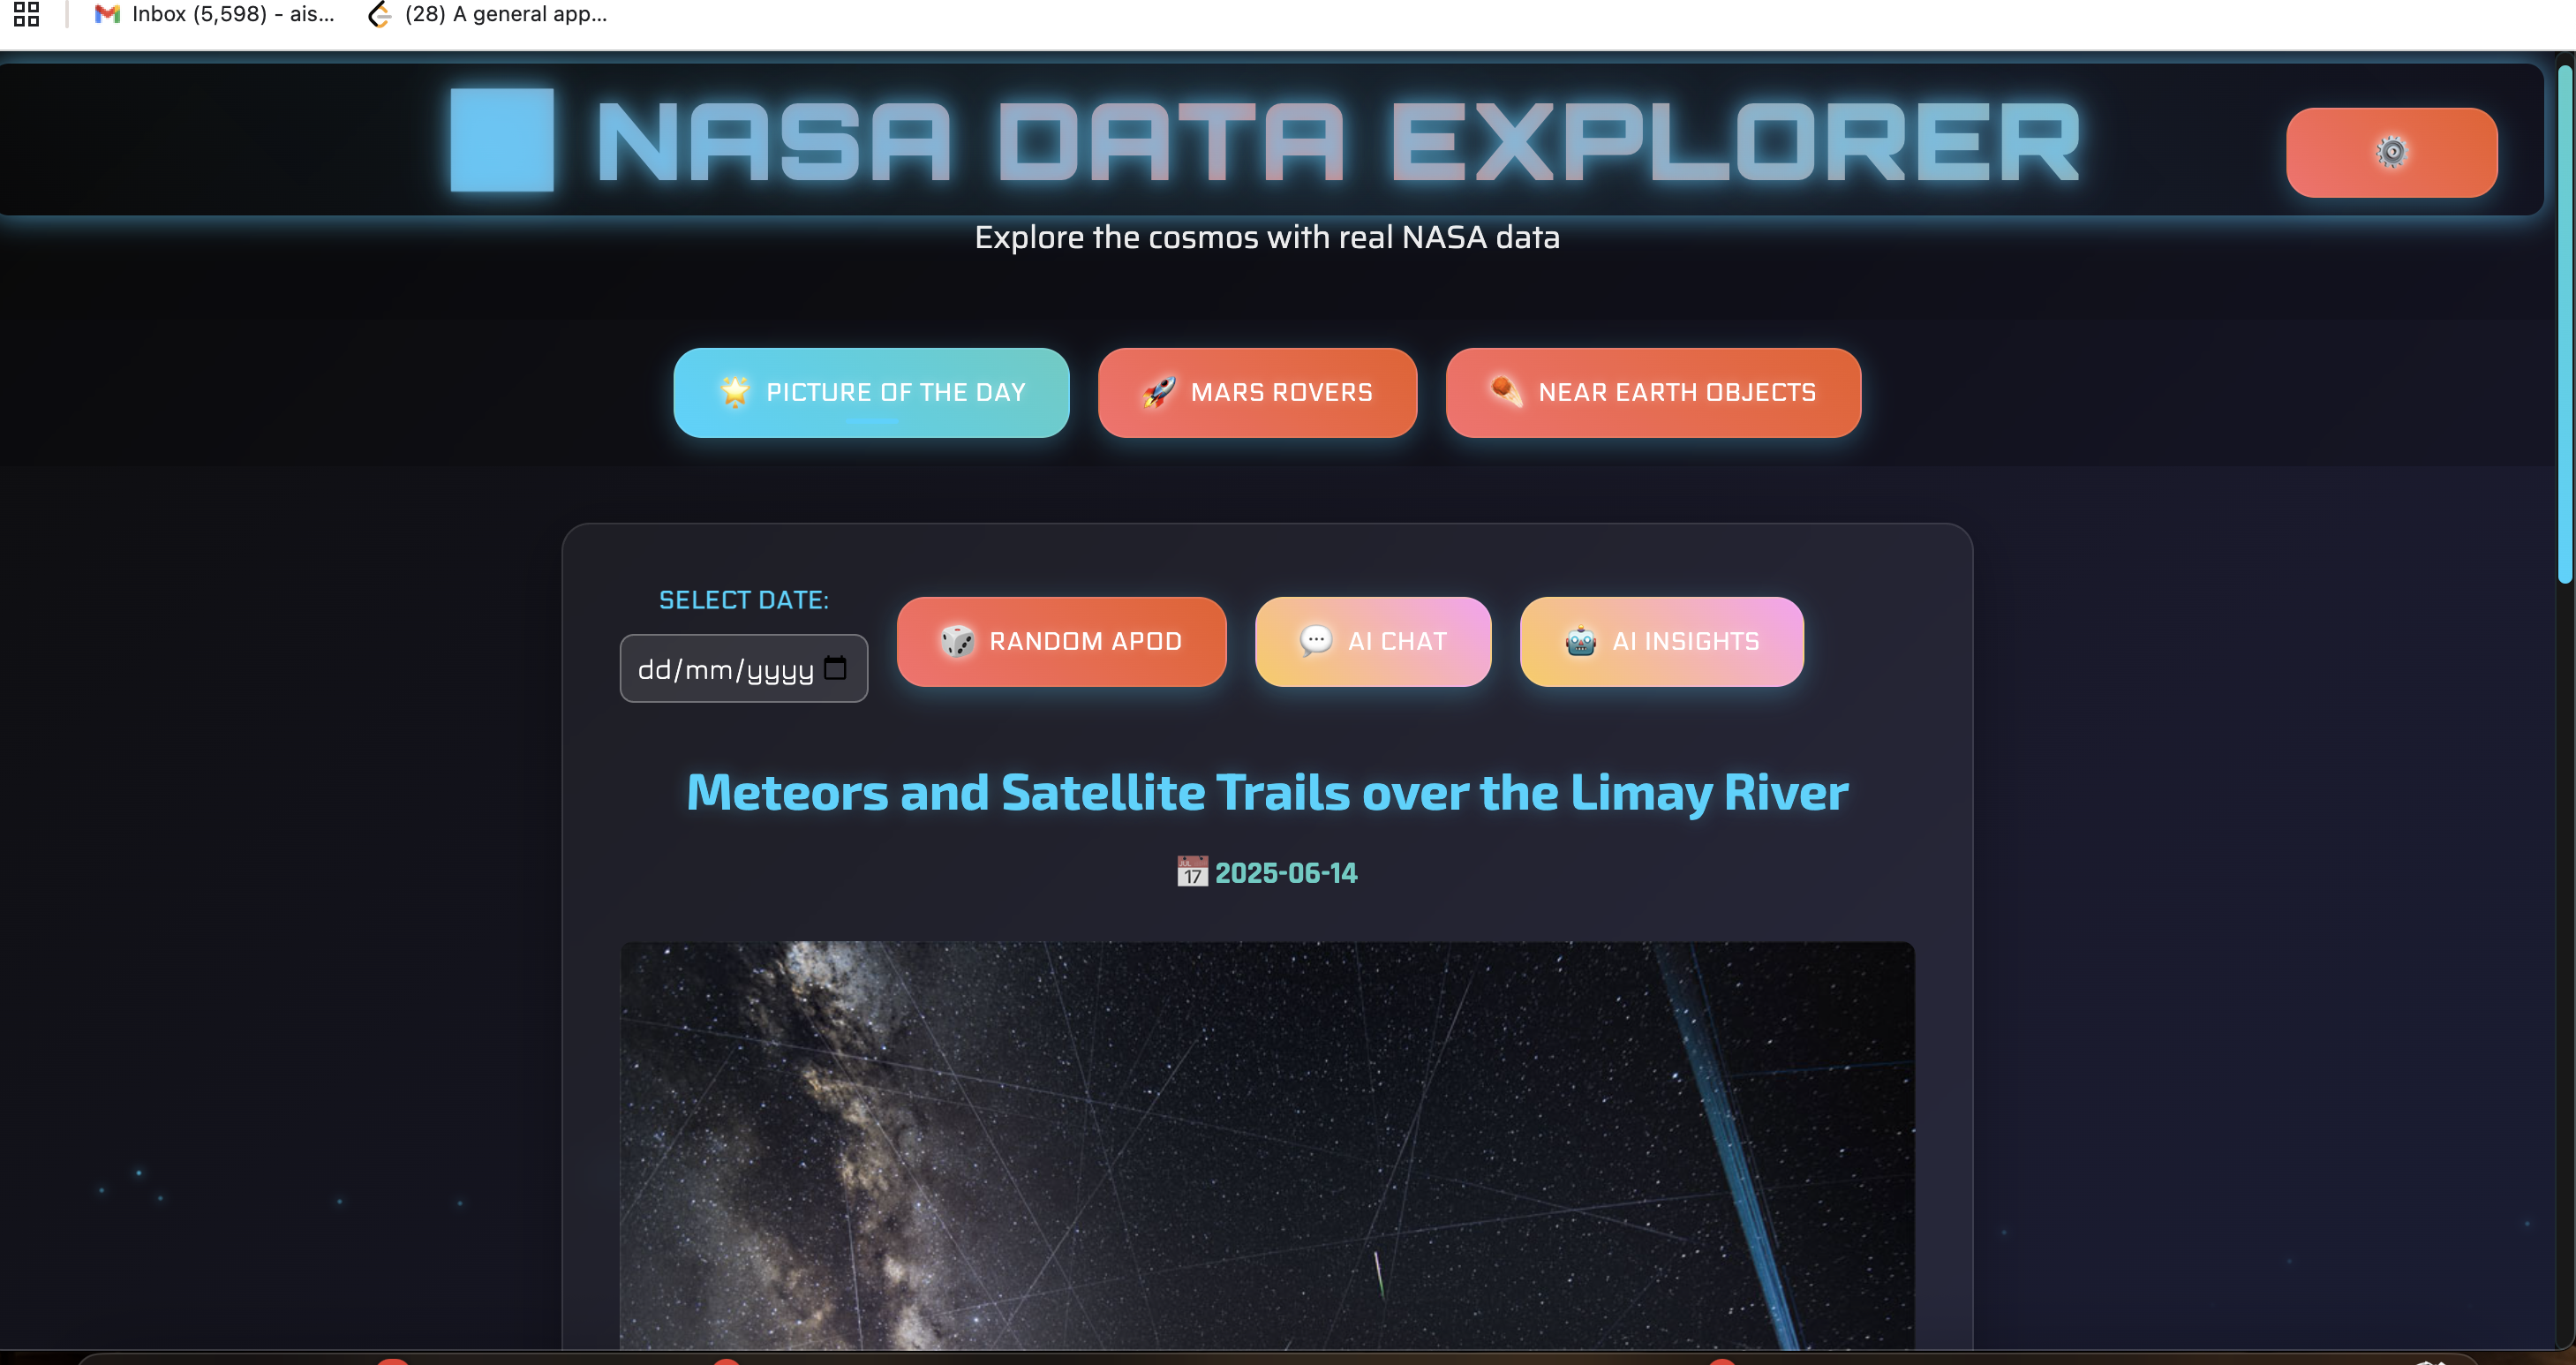 Inbox (5,598) - ais... (28) A general app...
NASA DATA EXPLORER
Explore the cosmos with real NASA data
PICTURE OF THE DAY MARS ROVERS NEAR EARTH OBJECTS
SELECT DATE:
dd/mm/yyyy RANDOM APOD AI CHAT AI INSIGHTS
Meteors and Satellite Trails over the Limay River
JUL 17 2025-06-14